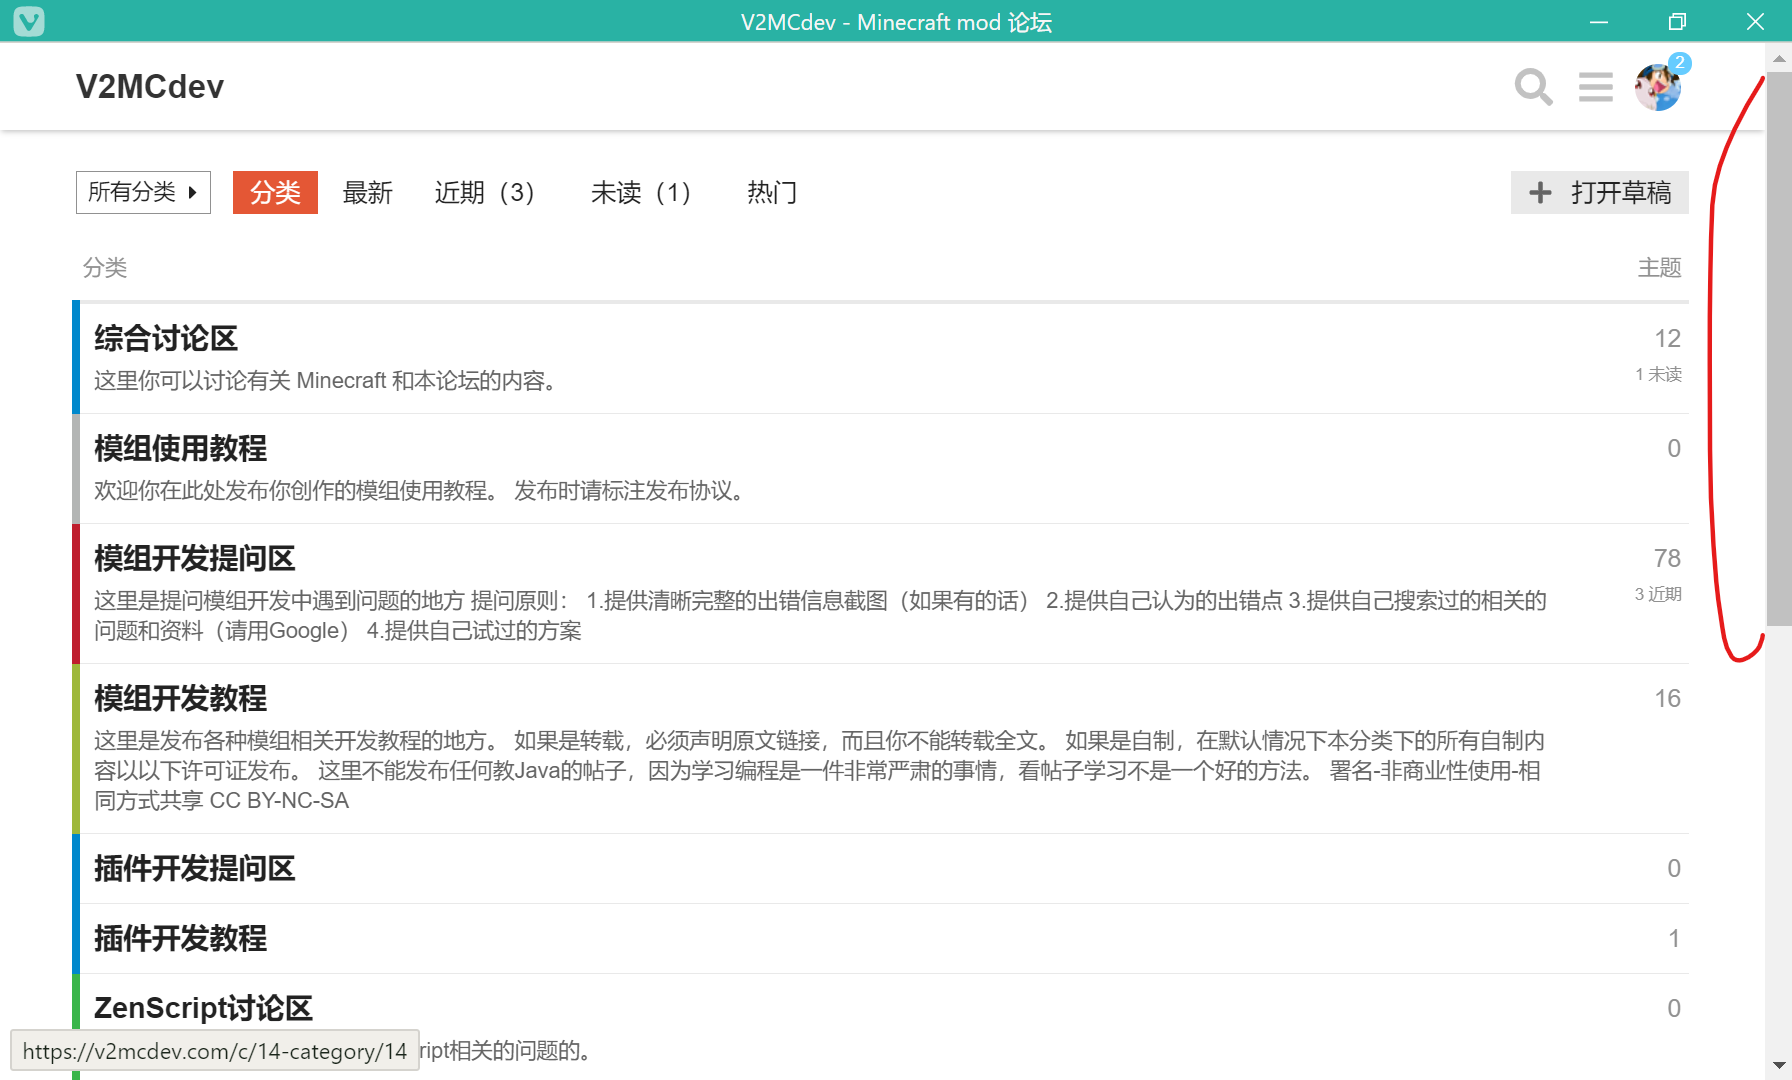 V2MCdev - Minecraft mod 论坛
V2MCdev
2
所有分类
分类
最新
近期（3）
未读（1）
热门
打开草稿
分类
主题
综合讨论区
12
这里你可以讨论有关 Minecraft 和本论坛的内容。
1 未读
模组使用教程
0
欢迎你在此处发布你创作的模组使用教程。 发布时请标注发布协议。
模组开发提问区
78
这里是提问模组开发中遇到问题的地方 提问原则： 1.提供清晰完整的出错信息截图（如果有的话） 2.提供自己认为的出错点 3.提供自己搜索过的相关的
3 近期
问题和资料（请用Google） 4.提供自己试过的方案
模组开发教程
16
这里是发布各种模组相关开发教程的地方。 如果是转载，必须声明原文链接，而且你不能转载全文。 如果是自制，在默认情况下本分类下的所有自制内
容以以下许可证发布。 这里不能发布任何教Java的帖子，因为学习编程是一件非常严肃的事情，看帖子学习不是一个好的方法。 署名-非商业性使用-相
同方式共享 CC BY-NC-SA
插件开发提问区
0
插件开发教程
1
ZenScript讨论区
0
https://v2mcdev.com/c/14-category/14
ript相关的问题的。